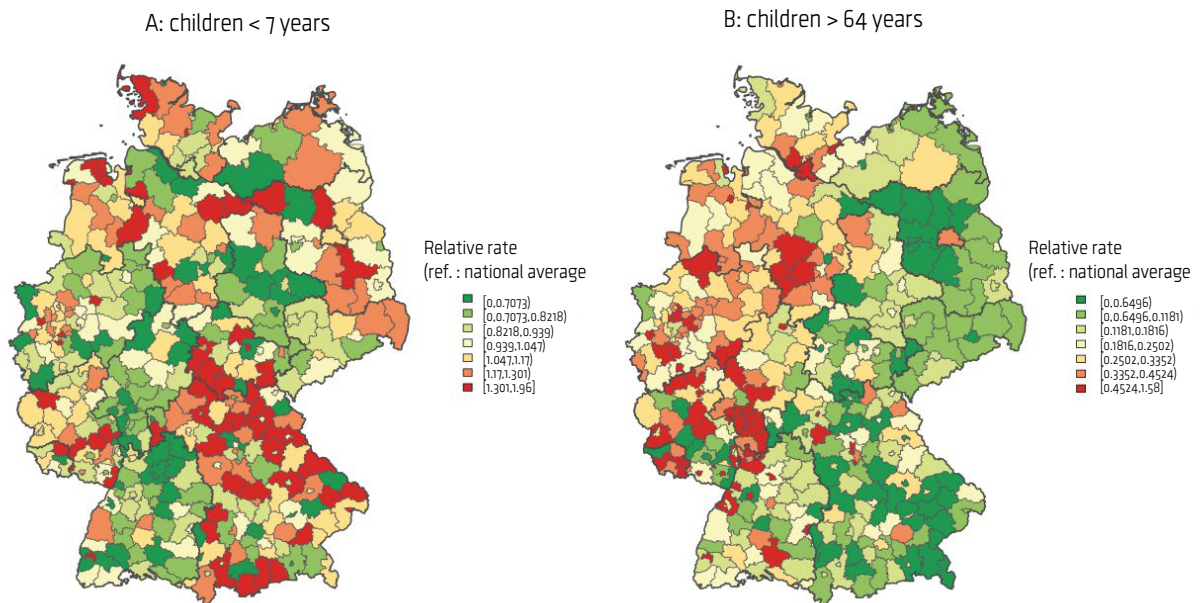 A: children < 7 years
B: children > 64 years
Relative rate
(ref. : national average
[0,0.7073)
[0,0.7073,0.8218)
[0.8218,0.939)
[0.939,1.047)
[1.047,1.17)
[1.17,1.301)
[1.301,1.96]
Relative rate
(ref. : national average
[0,0.6496)
[0,0.6496,0.1181)
[0.1181,0.1816)
[0.1816,0.2502)
[0.2502,0.3352)
[0.3352,0.4524)
[0.4524,1.58]